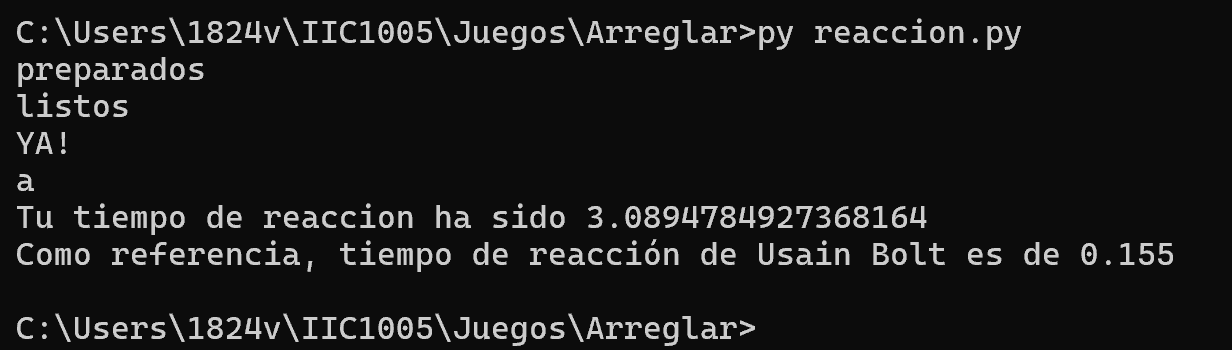 C:\Users\1824v\IIC1005\Juegos\Arreglar>py reaccion.py
preparados
listos
YA!
a
Tu tiempo de reaccion ha sido 3.0894784927368164
Como referencia, tiempo de reacción de Usain Bolt es de 0.155
C:\Users\1824v\IIC1005\Juegos\Arreglar>